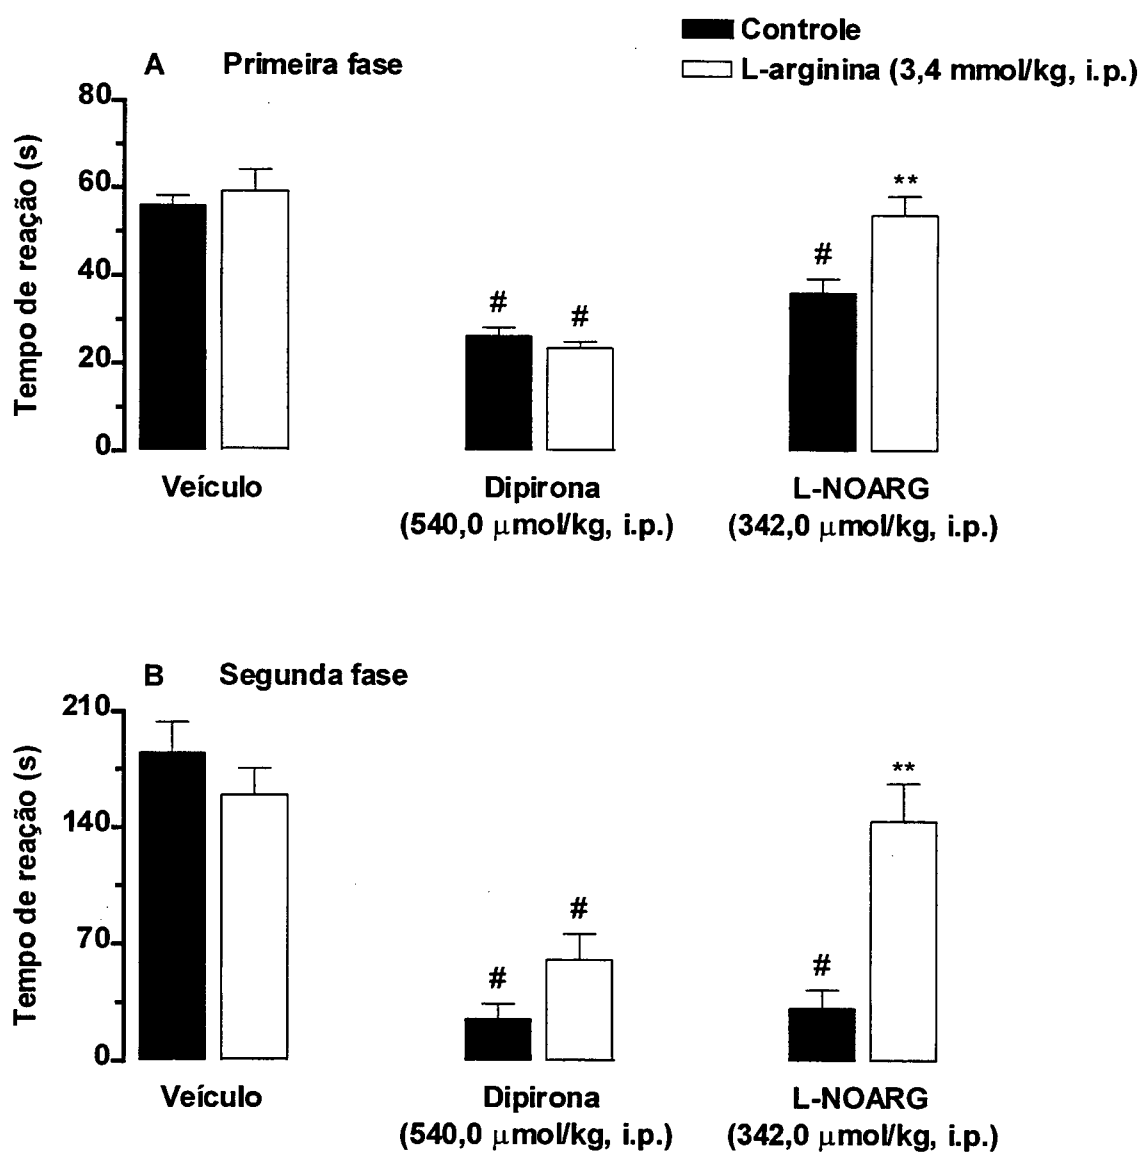 Controle
L-arginina (3,4 mmol/kg, i.p.)
A Primeira fase
Tempo de reação (s)
80
60
40
20
0
#
#
#
**
Veículo
Dipirona
(540,0 µmol/kg, i.p.)
L-NOARG
(342,0 µmol/kg, i.p.)
B Segunda fase
Tempo de reação (s)
210
140
70
0
#
#
#
**
Veículo
Dipirona
(540,0 µmol/kg, i.p.)
L-NOARG
(342,0 µmol/kg, i.p.)